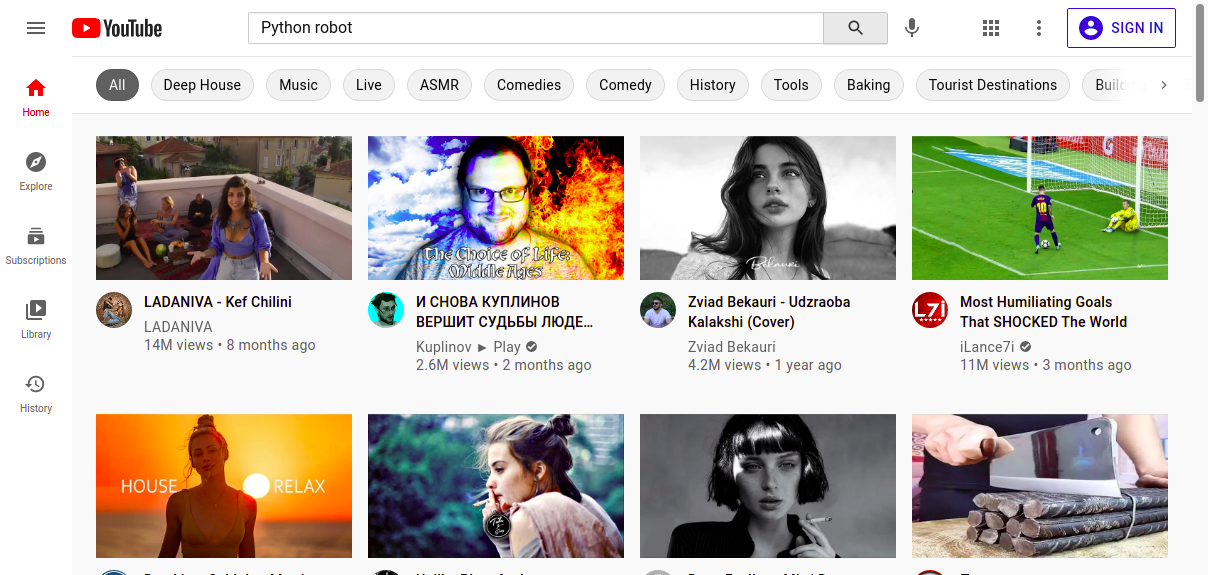 YouTube
Python robot
SIGN IN
All
Deep House
Music
Live
ASMR
Comedies
Comedy
History
Tools
Baking
Tourist Destinations
Home
Explore
Subscriptions
Library
History
The Choice of Life:
Middle Ages
Bekauri
10
LADANIVA - Kef Chilini
LADANIVA
14M views • 8 months ago
И СНОВА КУПЛИНОВ
ВЕРШИТ СУДЬБЫ ЛЮДЕ...
Kuplinov ► Play
2.6M views • 2 months ago
Zviad Bekauri - Udzraoba
Kalakshi (Cover)
Zviad Bekauri
4.2M views • 1 year ago
L7i
Most Humiliating Goals
That SHOCKED The World
iLance7i
11M views • 3 months ago
HOUSE RELAX